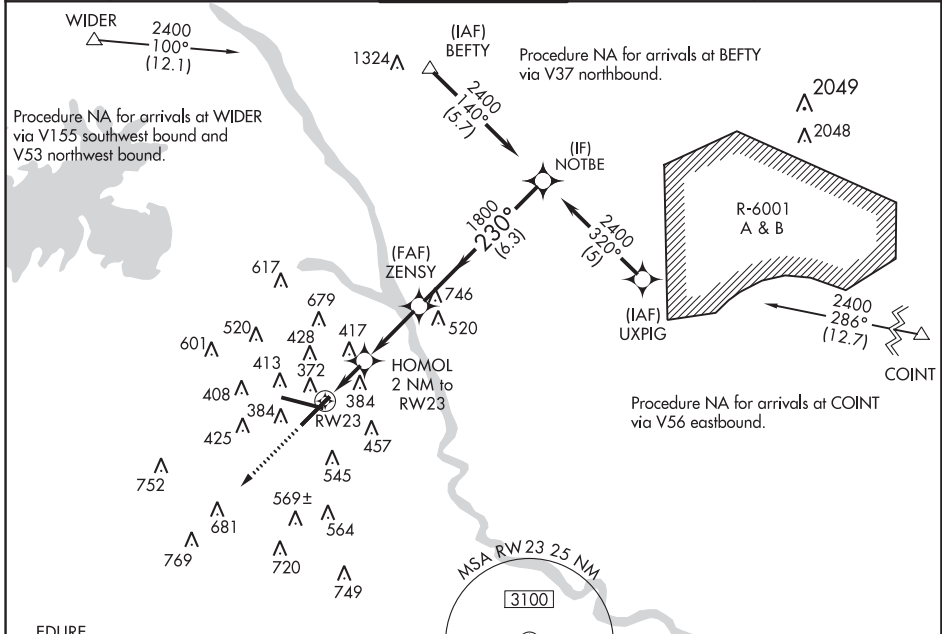 WIDER
2400
100°
(12.1)
(IAF)
BEFTY
1324
Procedure NA for arrivals at BEFTY
via V37 northbound.
2400
140°
(5.7)
2049
2048
Procedure NA for arrivals at WIDER
via V155 southwest bound and
V53 northwest bound.
(IF)
NOTBE
R-6001
A & B
1800
230°
(6.3)
2400
320°
(5)
(FAF)
ZENSY
617
746
520
(IAF)
UXPIG
2400
286°
(12.7)
COINT
679
520
428
417
601
413
372
HOMOL
2 NM to
RW23
408
384
384
RW23
425
457
Procedure NA for arrivals at COINT
via V56 eastbound.
545
752
569±
681
564
769
720
749
MSA RW 23 25 NM
3100
EDURE